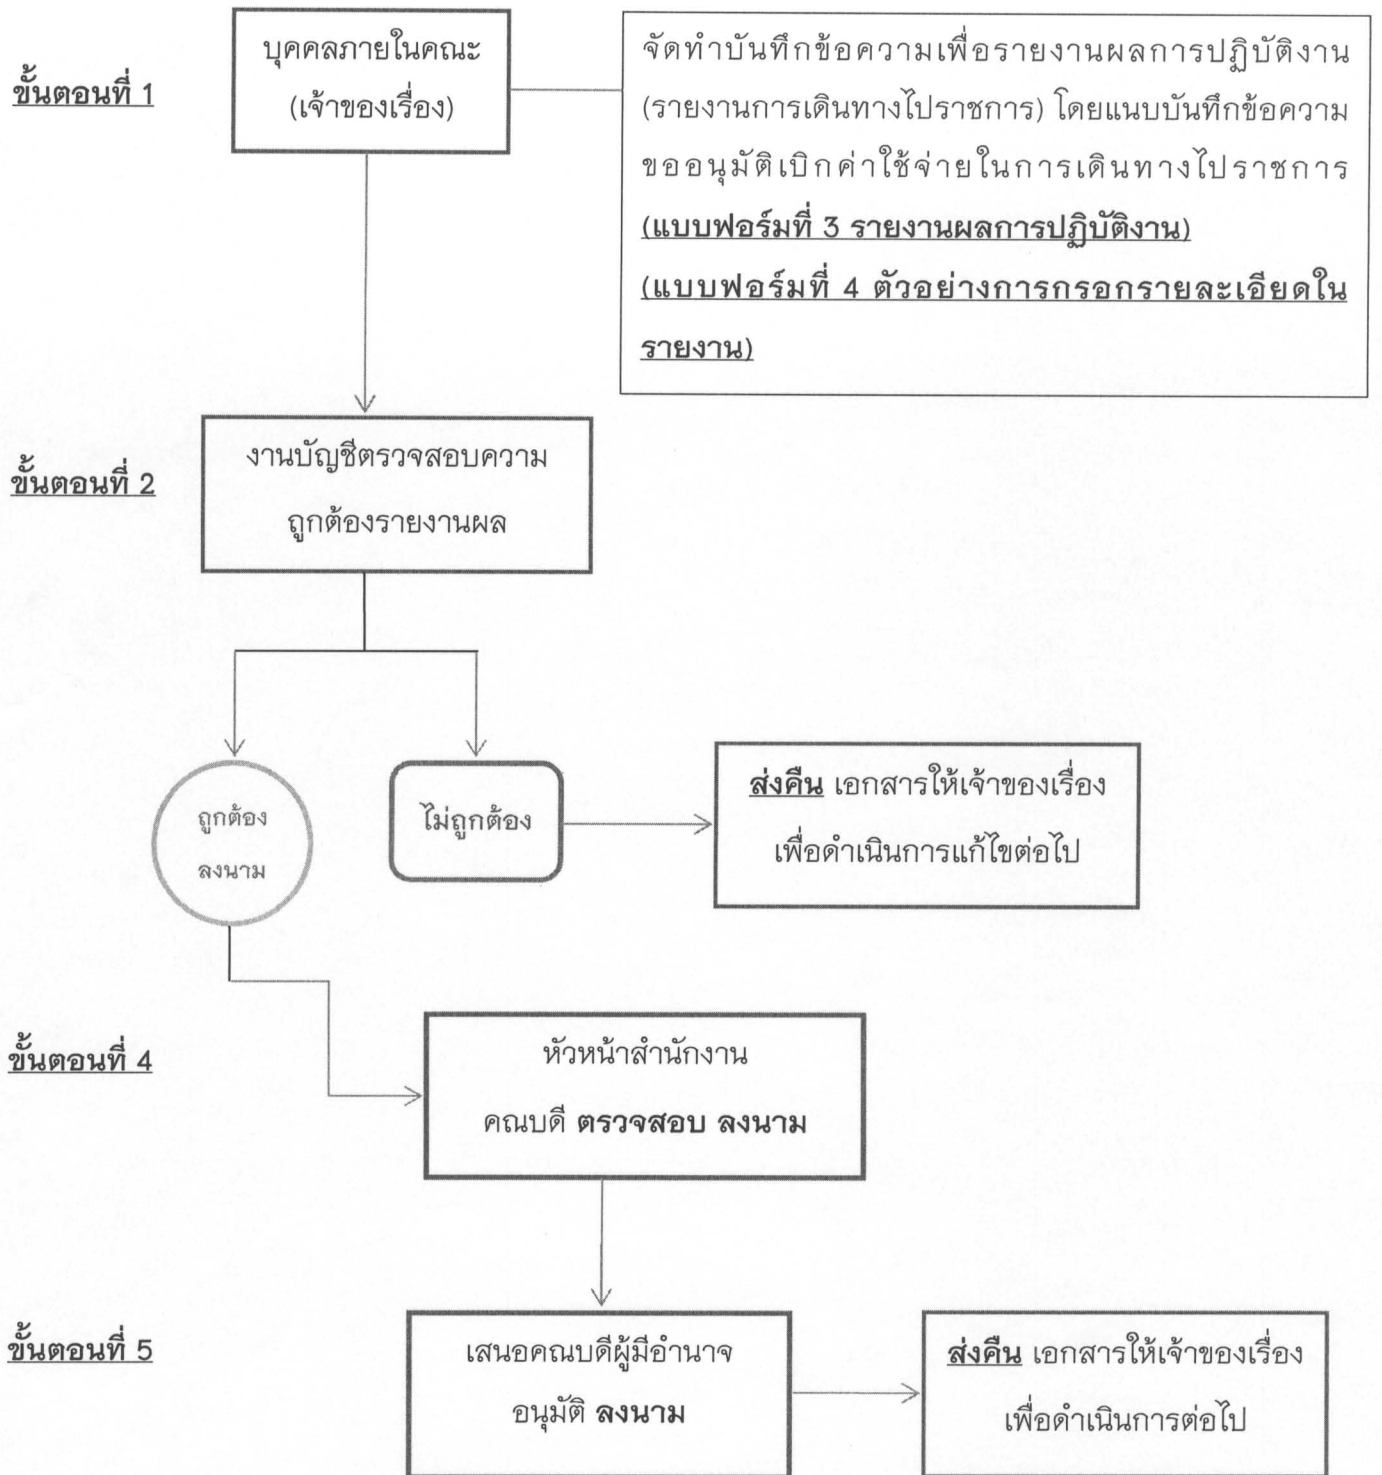 ขั้นตอนที่ 1
บุคคลภายในคณะ
(เจ้าของเรื่อง)
จัดทำบันทึกข้อความเพื่อรายงานผลการปฏิบัติงาน
(รายงานการเดินทางไปราชการ) โดยแนบบันทึกข้อความ
ขออนุมัติเบิกค่าใช้จ่ายในการเดินทางไปราชการ
(แบบฟอร์มที่ 3 รายงานผลการปฏิบัติงาน)
(แบบฟอร์มที่ 4 ตัวอย่างการกรอกรายละเอียดใน
รายงาน)
ขั้นตอนที่ 2
งานบัญชีตรวจสอบความ
ถูกต้องรายงานผล
ถูกต้อง
ลงนาม
ไม่ถูกต้อง
ส่งคืน เอกสารให้เจ้าของเรื่อง
เพื่อดำเนินการแก้ไขต่อไป
ขั้นตอนที่ 4
หัวหน้าสำนักงาน
คณบดี ตรวจสอบ ลงนาม
ขั้นตอนที่ 5
เสนอคณบดีผู้มีอำนาจ
อนุมัติ ลงนาม
ส่งคืน เอกสารให้เจ้าของเรื่อง
เพื่อดำเนินการต่อไป